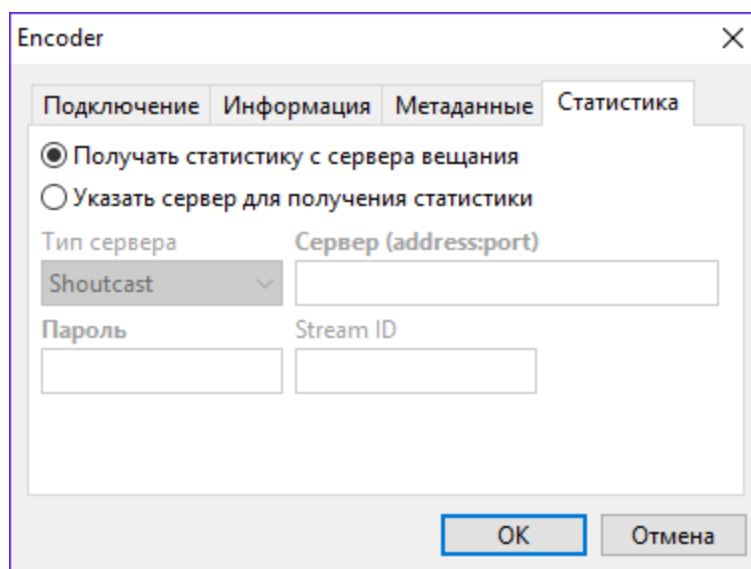 Encoder
Подключение Информация Метаданные Статистика
Получать статистику с сервера вещания
Указать сервер для получения статистики
Тип сервера Сервер (address:port)
Shoutcast
Пароль Stream ID
OK Отмена